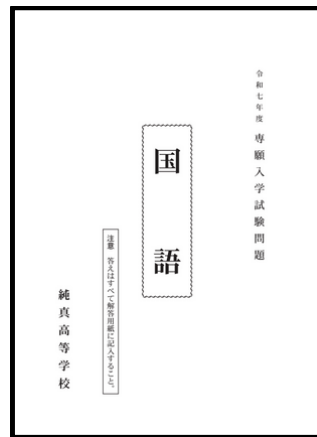 令和七年度 専願入学試験問題
国語
注意 答えはすべて解答用紙に記入すること。
純真高等学校